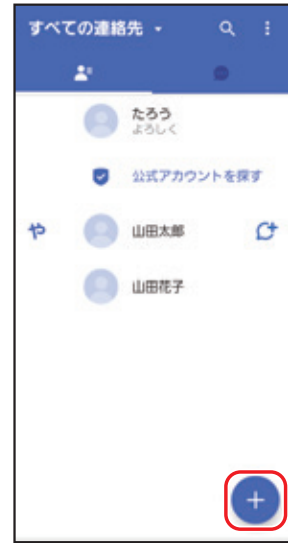 すべての連絡先
たろう
よろしく
公式アカウントを探す
や
山田太郎
山田花子